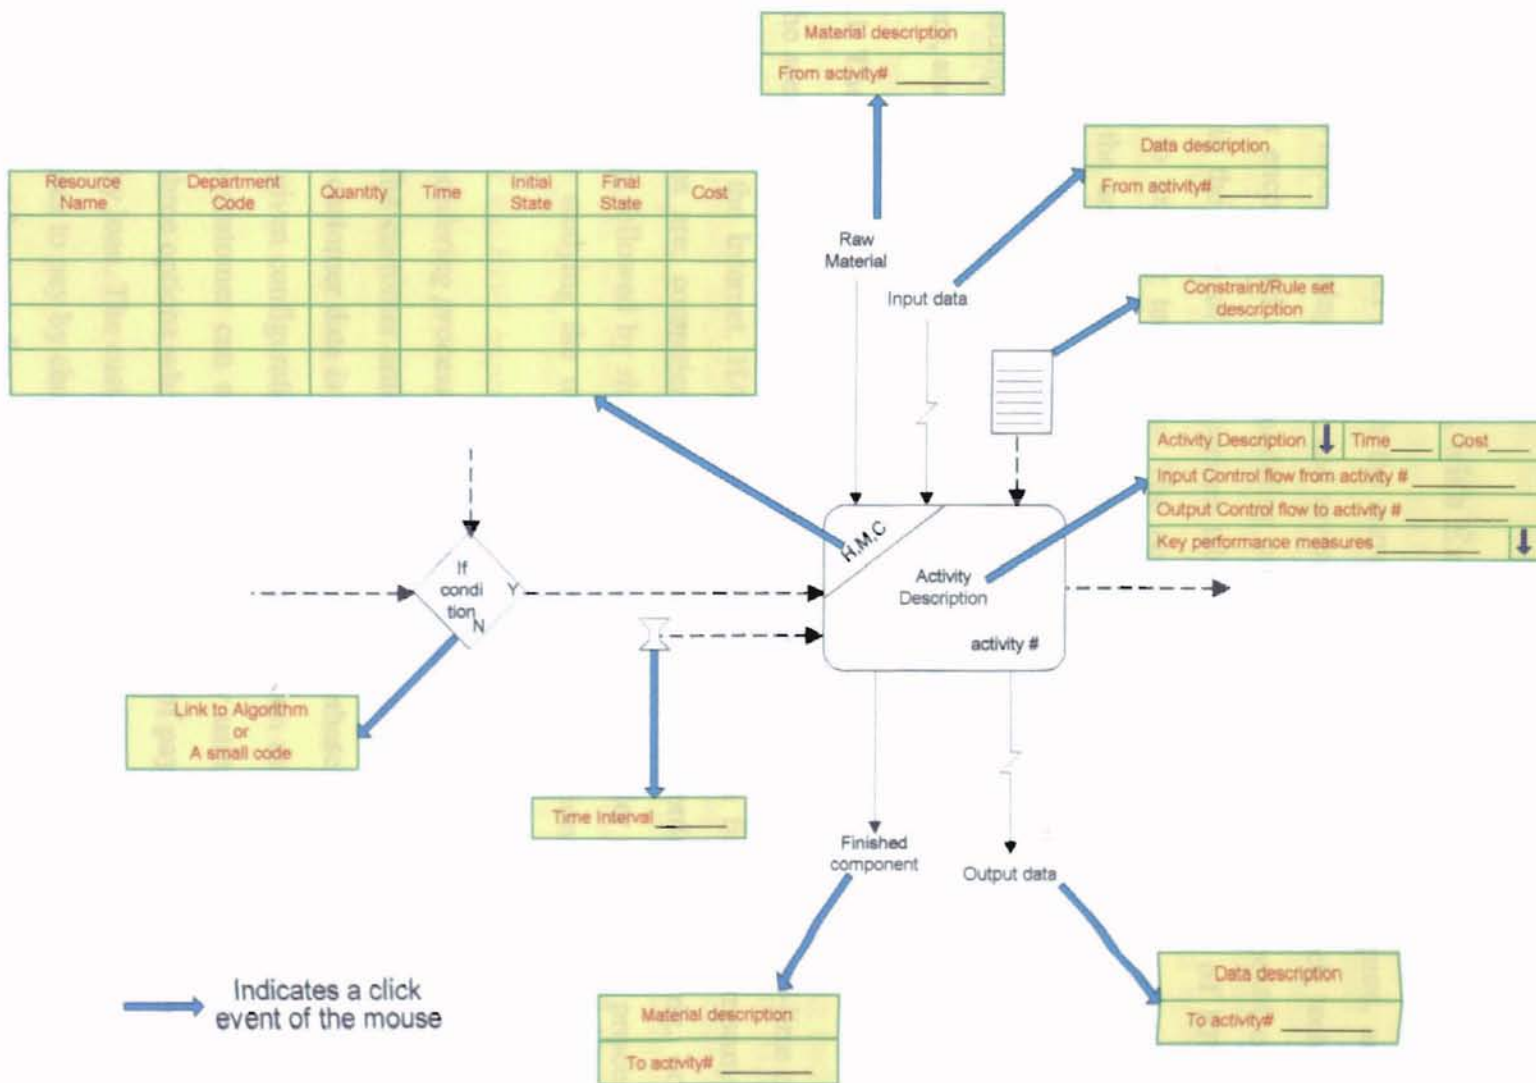 Material description
From activity# ________
Data description
From activity# ________
Resource Name
Department Code
Quantity
Time
Initial State
Final State
Cost
Raw
Material
Input data
Constraint/Rule set
description
Activity Description
Time____
Cost____
Input Control flow from activity # ________
Output Control flow to activity # ________
Key performance measures ________
H,M,C
Activity
Description
activity #
If
condi
tion
Y
N
Link to Algorithm
or
A small code
Time Interval________
Finished
component
Output data
Data description
To activity# ________
Indicates a click
event of the mouse
Material description
To activity# ________